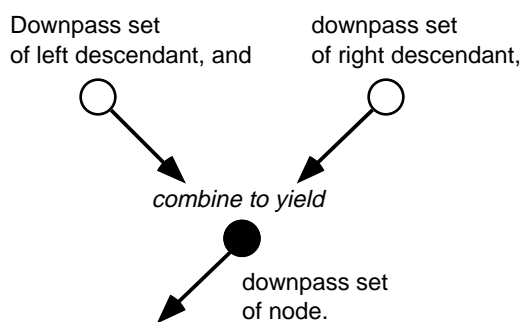 Downpass set
of left descendant, and
downpass set
of right descendant,
combine to yield
downpass set
of node.